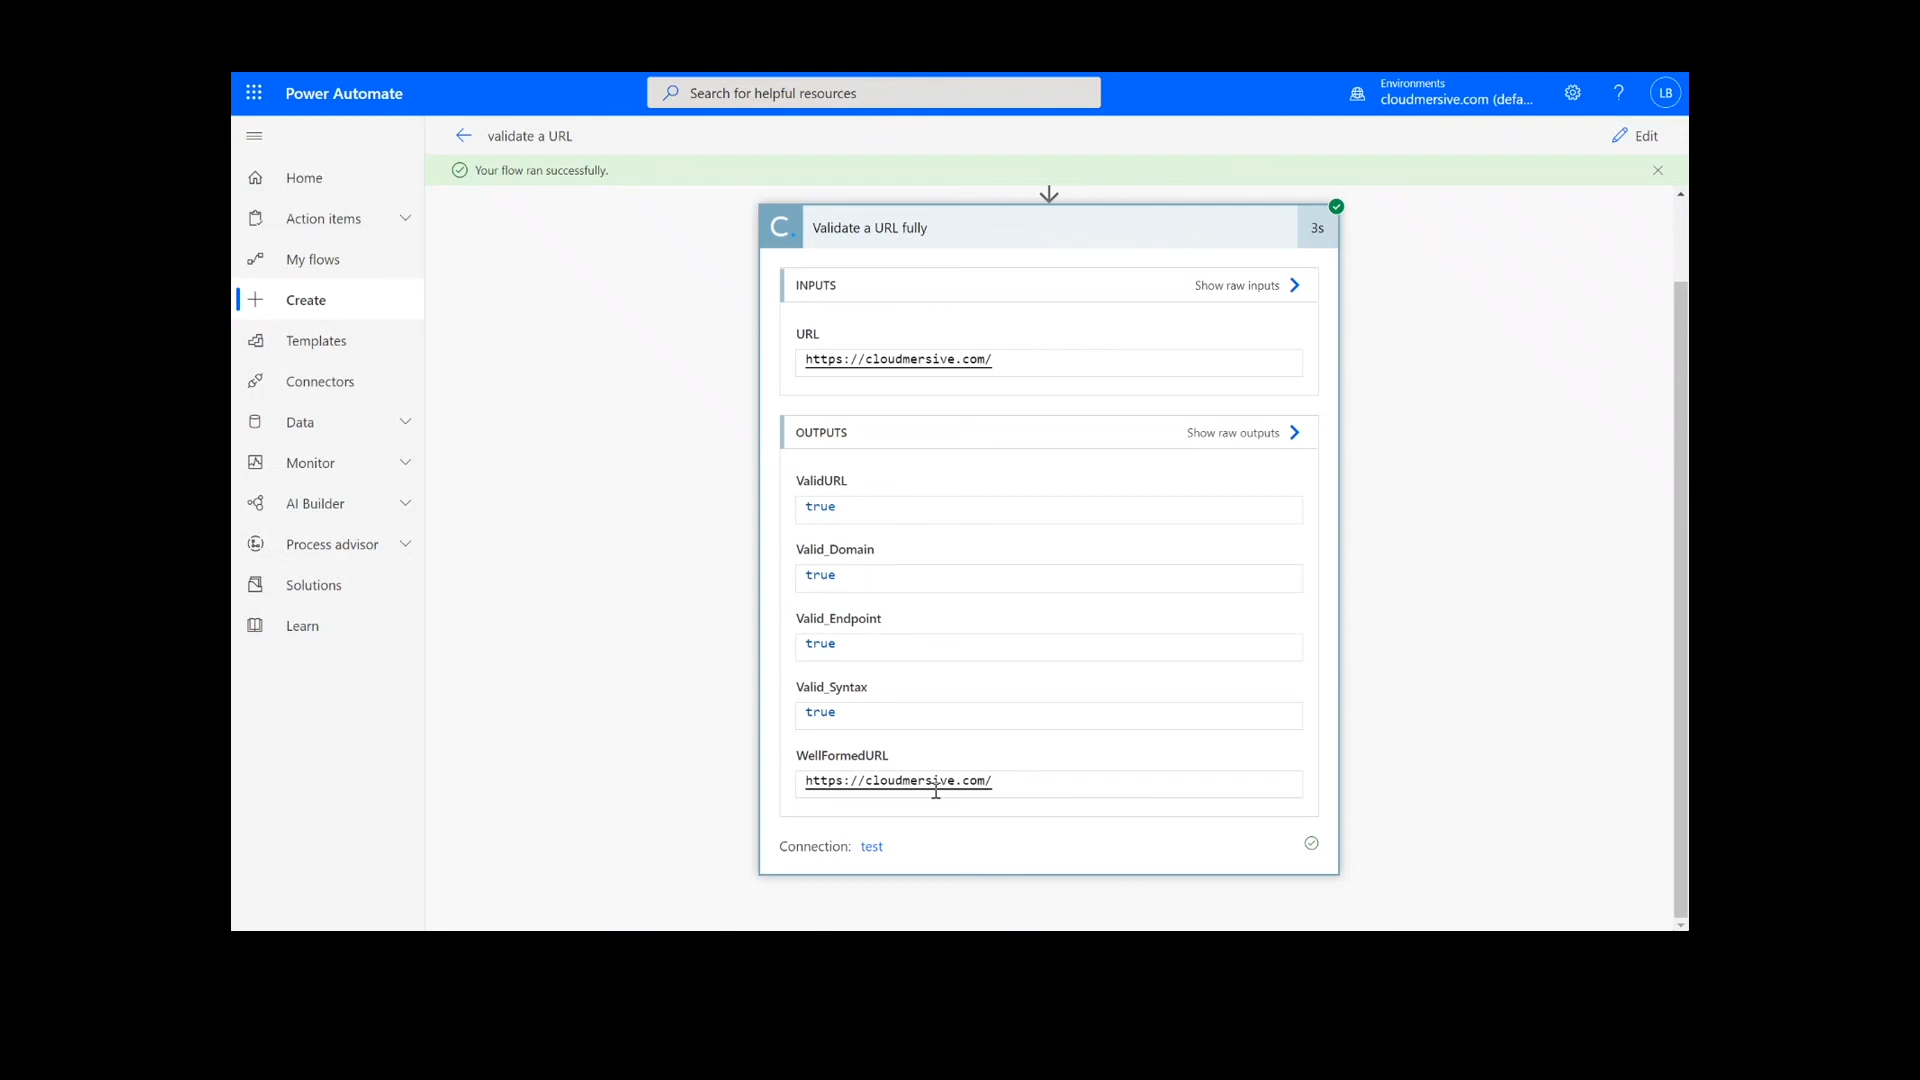 Power Automate
Search for helpful resources
Environments
cloudmersive.com (defa...
?
LB
validate a URL
Edit
Your flow ran successfully.
Home
Action items
My flows
Create
Templates
Connectors
Data
Monitor
AI Builder
Process advisor
Solutions
Learn
C.
Validate a URL fully
3s
INPUTS
Show raw inputs
URL
https://cloudmersive.com/
OUTPUTS
Show raw outputs
ValidURL
true
Valid_Domain
true
Valid_Endpoint
true
Valid_Syntax
true
WellFormedURL
https://cloudmersive.com/
Connection: test